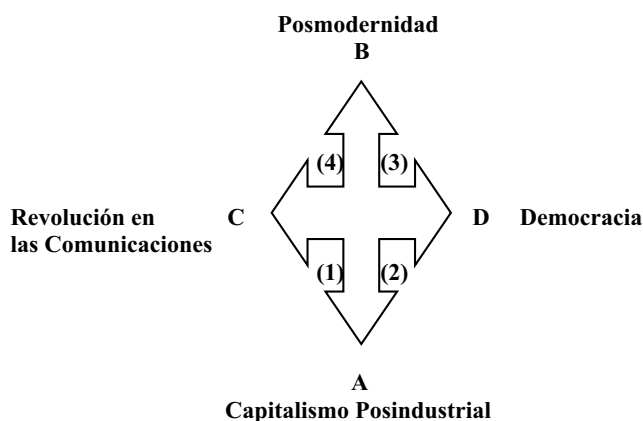 Posmodernidad
B
(4) (3)
Revolución en
las Comunicaciones
C
D Democracia
(1) (2)
A
Capitalismo Posindustrial